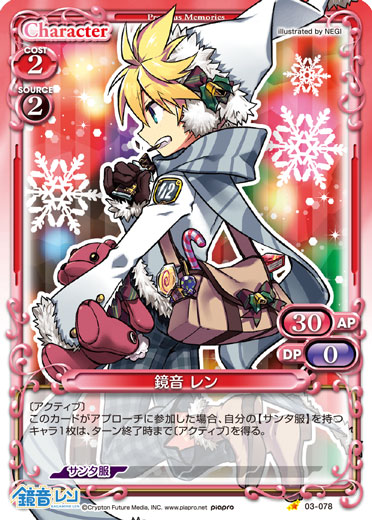 Precious Memories
Character
illustrated by NEGI
COST
2
SOURCE
2
02
30 AP
DP 0
鏡音 レン
［アクティブ］
このカードがアプローチに参加した場合、自分の【サンタ服】を持つ
キャラ1枚は、ターン終了時まで［アクティブ］を得る。
サンタ服
鏡音レン
KAGAMINE LEN
©Crypton Future Media, INC. www.piapro.net piapro
03-078